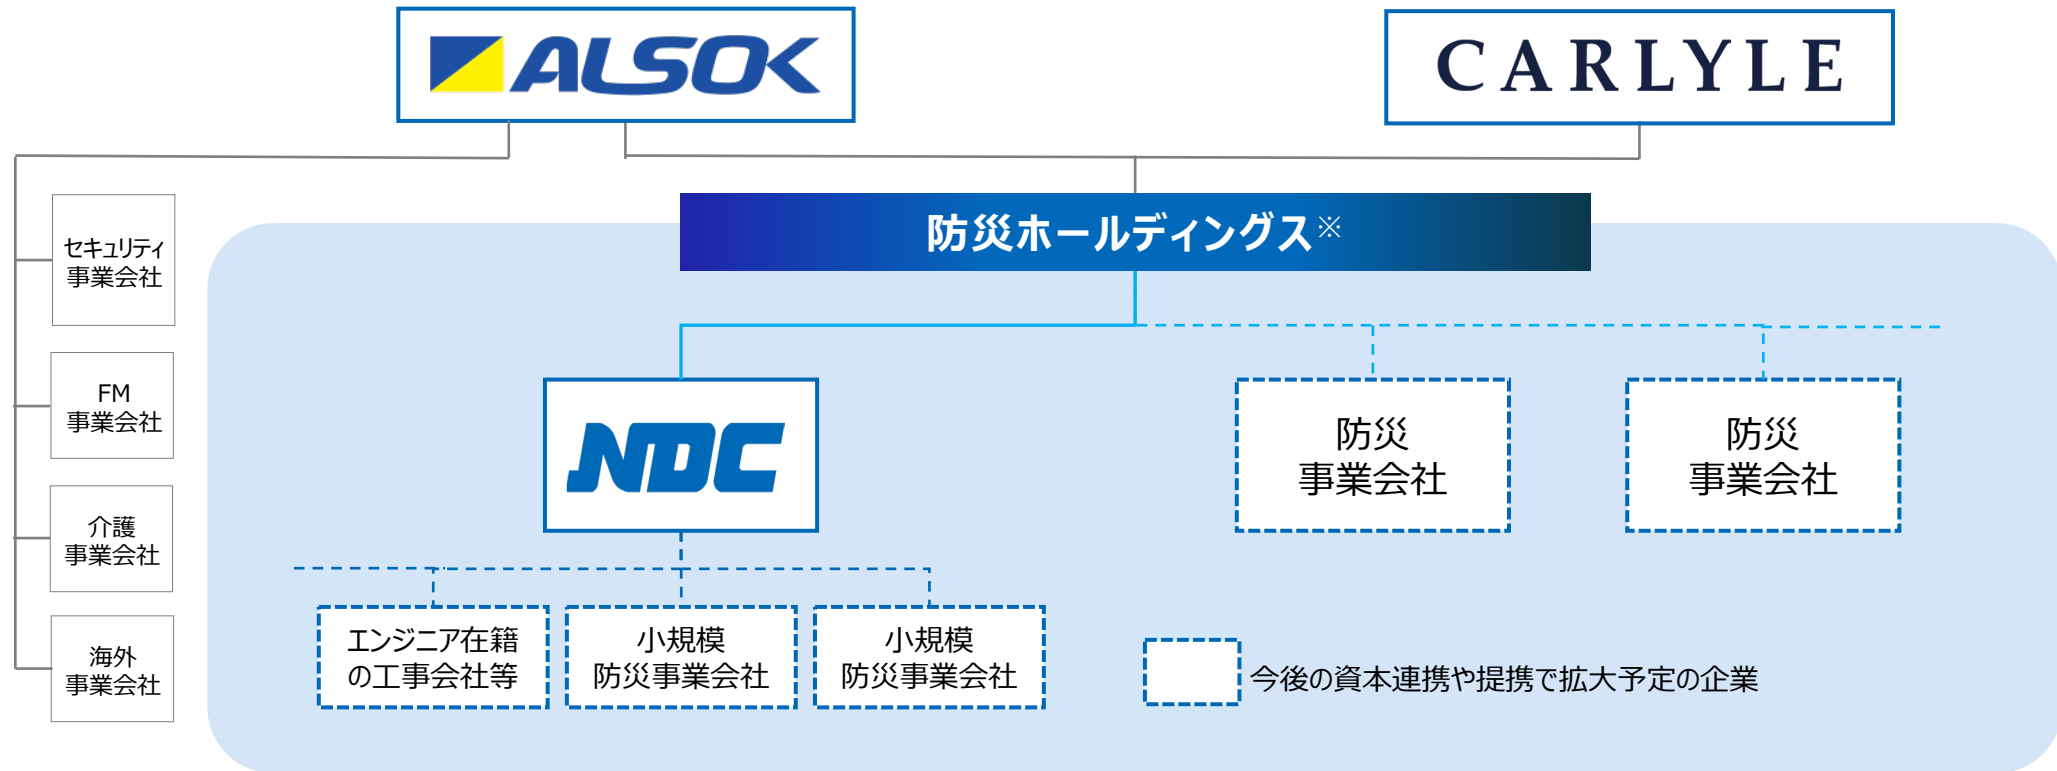 ALSOK
CARLYLE
防災ホールディングス※
セキュリティ
事業会社
FM
事業会社
介護
事業会社
海外
事業会社
NDC
防災
事業会社
防災
事業会社
エンジニア在籍
の工事会社等
小規模
防災事業会社
小規模
防災事業会社
今後の資本連携や提携で拡大予定の企業